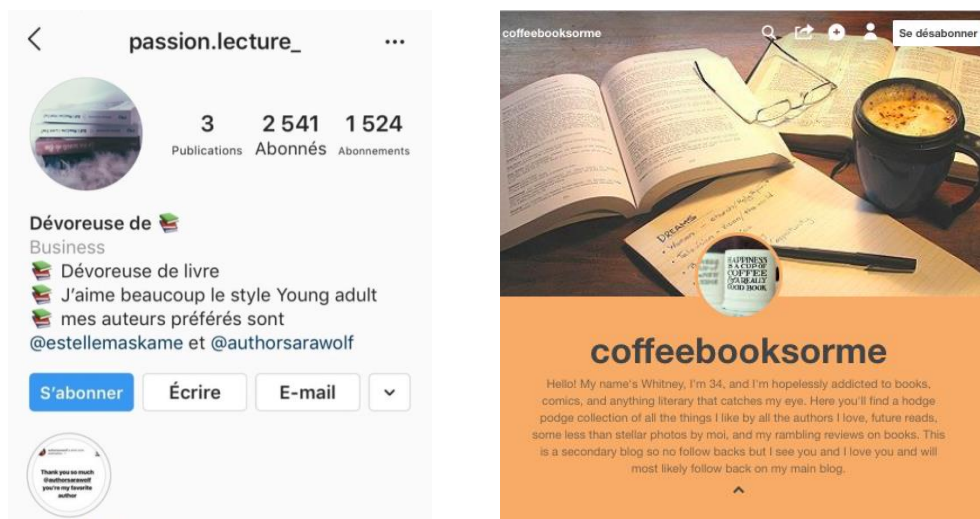 passion.lecture_
3 2 541 1 524
Publications Abonnés Abonnements
Dévoreuse de
Business
Dévoreuse de livre
J'aime beaucoup le style Young adult
mes auteurs préférés sont
@estellemaskame et @authorsarawolf
S'abonner Écrire E-mail
Thank you so much
@authorsarawolf
you're my favorite
author
coffeebooksorme Se désabonner
DREAMS
HAPPINESS
IS A CUP OF
COFFEE
& A REALLY
GOOD BOOK
coffeebooksorme
Hello! My name's Whitney, I'm 34, and I'm hopelessly addicted to books,
comics, and anything literary that catches my eye. Here you'll find a hodge
podge collection of all the things I like by all the authors I love, future reads,
some less than stellar photos by moi, and my rambling reviews on books. This
is a secondary blog so no follow backs but I see you and I love you and will
most likely follow back on my main blog.